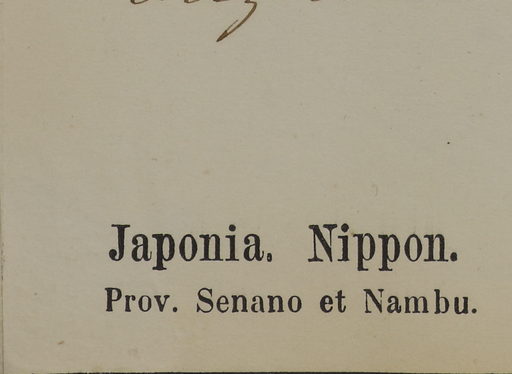 Japonia. Nippon.
Prov. Senano et Nambu.